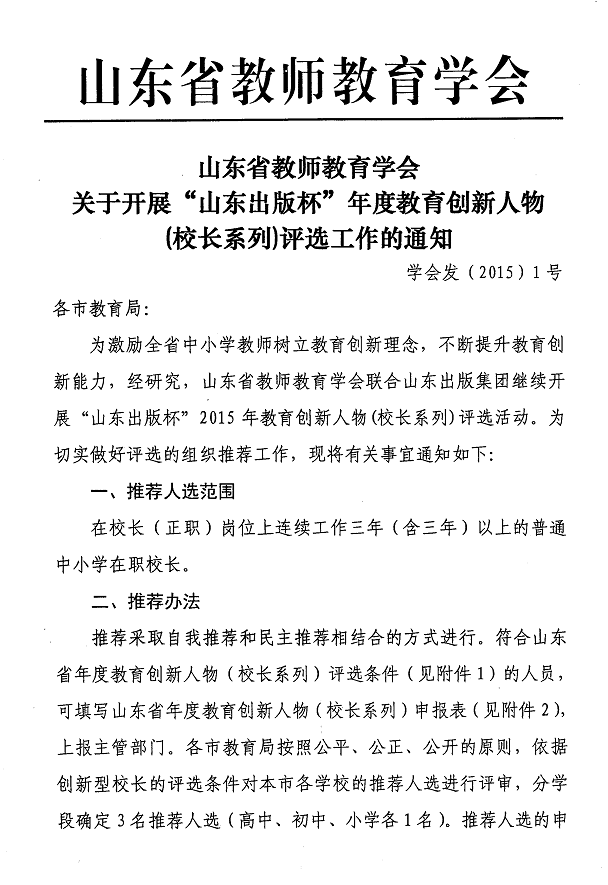 山东省教师教育学会
山东省教师教育学会
关于开展“山东出版杯”年度教育创新人物
(校长系列)评选工作的通知
学会发（2015）1号
各市教育局：
为激励全省中小学教师树立教育创新理念，不断提升教育创
新能力，经研究，山东省教师教育学会联合山东出版集团继续开
展“山东出版杯”2015年教育创新人物(校长系列)评选活动。为
切实做好评选的组织推荐工作，现将有关事宜通知如下：
一、推荐人选范围
在校长（正职）岗位上连续工作三年（含三年）以上的普通
中小学在职校长。
二、推荐办法
推荐采取自我推荐和民主推荐相结合的方式进行。符合山东
省年度教育创新人物（校长系列）评选条件（见附件1）的人员，
可填写山东省年度教育创新人物（校长系列）申报表（见附件2），
上报主管部门。各市教育局按照公平、公正、公开的原则，依据
创新型校长的评选条件对本市各学校的推荐人选进行评审，分学
段确定3名推荐人选（高中、初中、小学各1名）。推荐人选的申